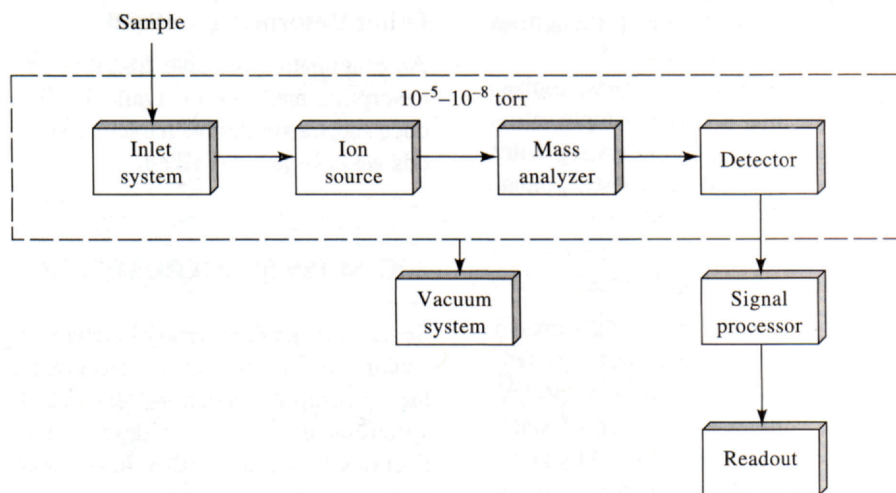 Sample
10⁻⁵–10⁻⁸ torr
Inlet
system
Ion
source
Mass
analyzer
Detector
Vacuum
system
Signal
processor
Readout